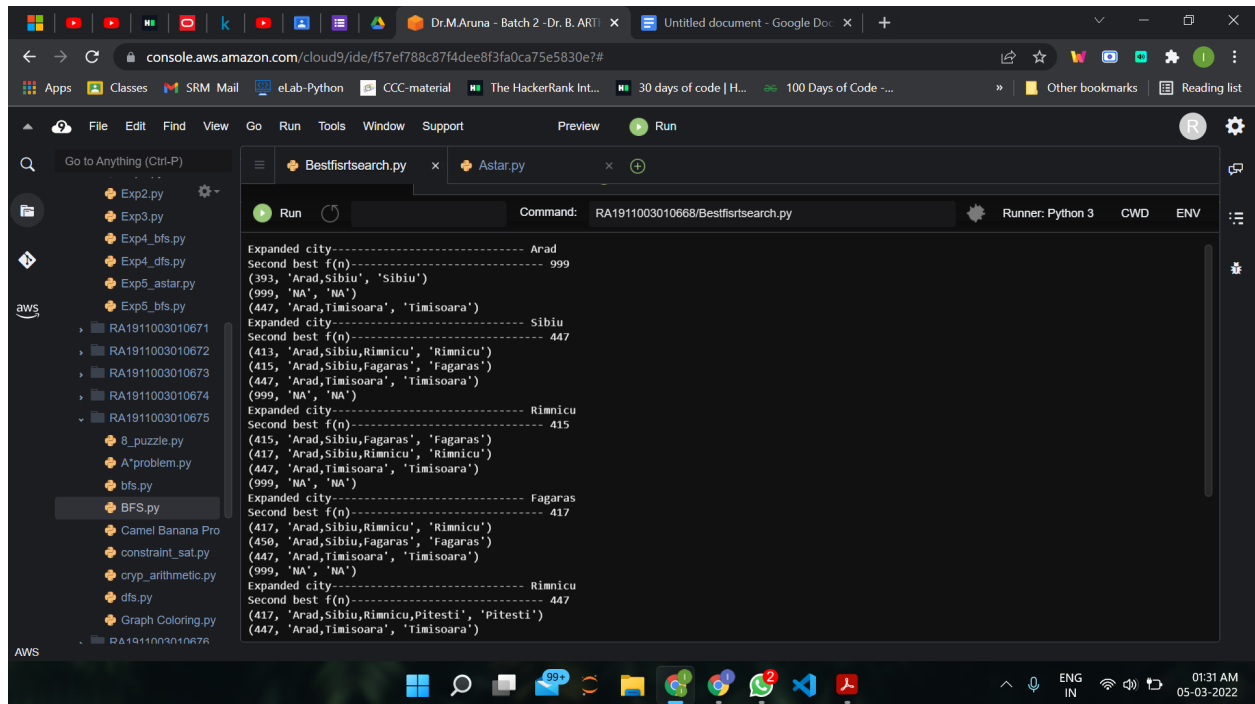 Dr.M.Aruna - Batch 2 -Dr. B. ARTI
Untitled document - Google Doc
console.aws.amazon.com/cloud9/ide/f57ef788c87f4dee8f3fa0ca75e5830e?#
Apps Classes SRM Mail eLab-Python CCC-material The HackerRank Int... 30 days of code | H... 100 Days of Code -... » Other bookmarks Reading list
File Edit Find View Go Run Tools Window Support Preview Run
R
Go to Anything (Ctrl-P)
Bestfisrtsearch.py
Astar.py
Run Command: RA1911003010668/Bestfisrtsearch.py Runner: Python 3 CWD ENV
aws
Exp2.py
Exp3.py
Exp4_bfs.py
Exp4_dfs.py
Exp5_astar.py
Exp5_bfs.py
RA1911003010671
RA1911003010672
RA1911003010673
RA1911003010674
RA1911003010675
8_puzzle.py
A*problem.py
bfs.py
BFS.py
Camel Banana Pro
constraint_sat.py
cryp_arithmetic.py
dfs.py
Graph Coloring.py
RA1911003010676
Expanded city------------------------------- Arad
Second best f(n)------------------------------- 999
(393, 'Arad,Sibiu', 'Sibiu')
(999, 'NA', 'NA')
(447, 'Arad,Timisoara', 'Timisoara')
Expanded city------------------------------- Sibiu
Second best f(n)------------------------------- 447
(413, 'Arad,Sibiu,Rimnicu', 'Rimnicu')
(415, 'Arad,Sibiu,Fagaras', 'Fagaras')
(447, 'Arad,Timisoara', 'Timisoara')
(999, 'NA', 'NA')
Expanded city------------------------------- Rimnicu
Second best f(n)------------------------------- 415
(415, 'Arad,Sibiu,Fagaras', 'Fagaras')
(417, 'Arad,Sibiu,Rimnicu', 'Rimnicu')
(447, 'Arad,Timisoara', 'Timisoara')
(999, 'NA', 'NA')
Expanded city------------------------------- Fagaras
Second best f(n)------------------------------- 417
(417, 'Arad,Sibiu,Rimnicu', 'Rimnicu')
(450, 'Arad,Sibiu,Fagaras', 'Fagaras')
(447, 'Arad,Timisoara', 'Timisoara')
(999, 'NA', 'NA')
Expanded city------------------------------- Rimnicu
Second best f(n)------------------------------- 447
(417, 'Arad,Sibiu,Rimnicu,Pitesti', 'Pitesti')
(447, 'Arad,Timisoara', 'Timisoara')
AWS
99+
2
ENG
IN
01:31 AM
05-03-2022